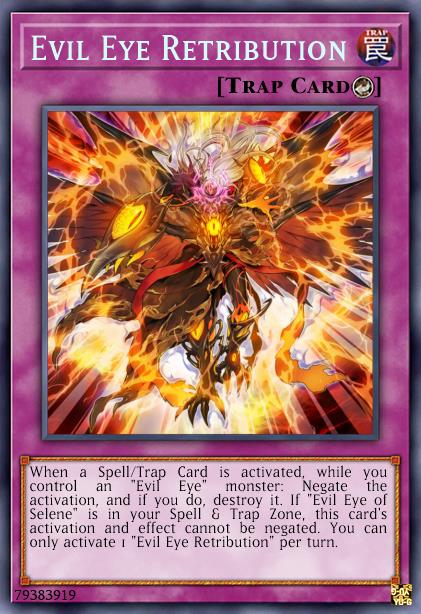 Evil Eye Retribution
TRAP
罠
[Trap Card]
When a Spell/Trap Card is activated, while you
control an "Evil Eye" monster: Negate the
activation, and if you do, destroy it. If "Evil Eye of
Selene" is in your Spell & Trap Zone, this card's
activation and effect cannot be negated. You can
only activate 1 "Evil Eye Retribution" per turn.
79383919